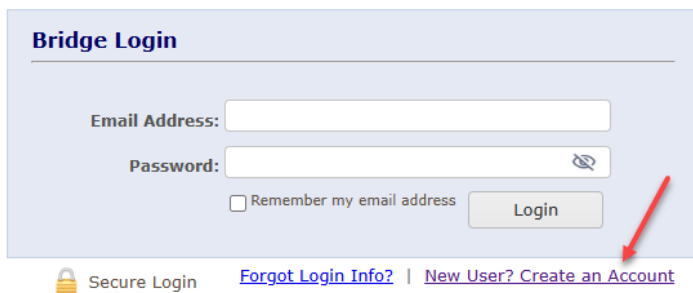 Bridge Login
Email Address:
Password:
Remember my email address
Login
Secure Login
Forgot Login Info? | New User? Create an Account